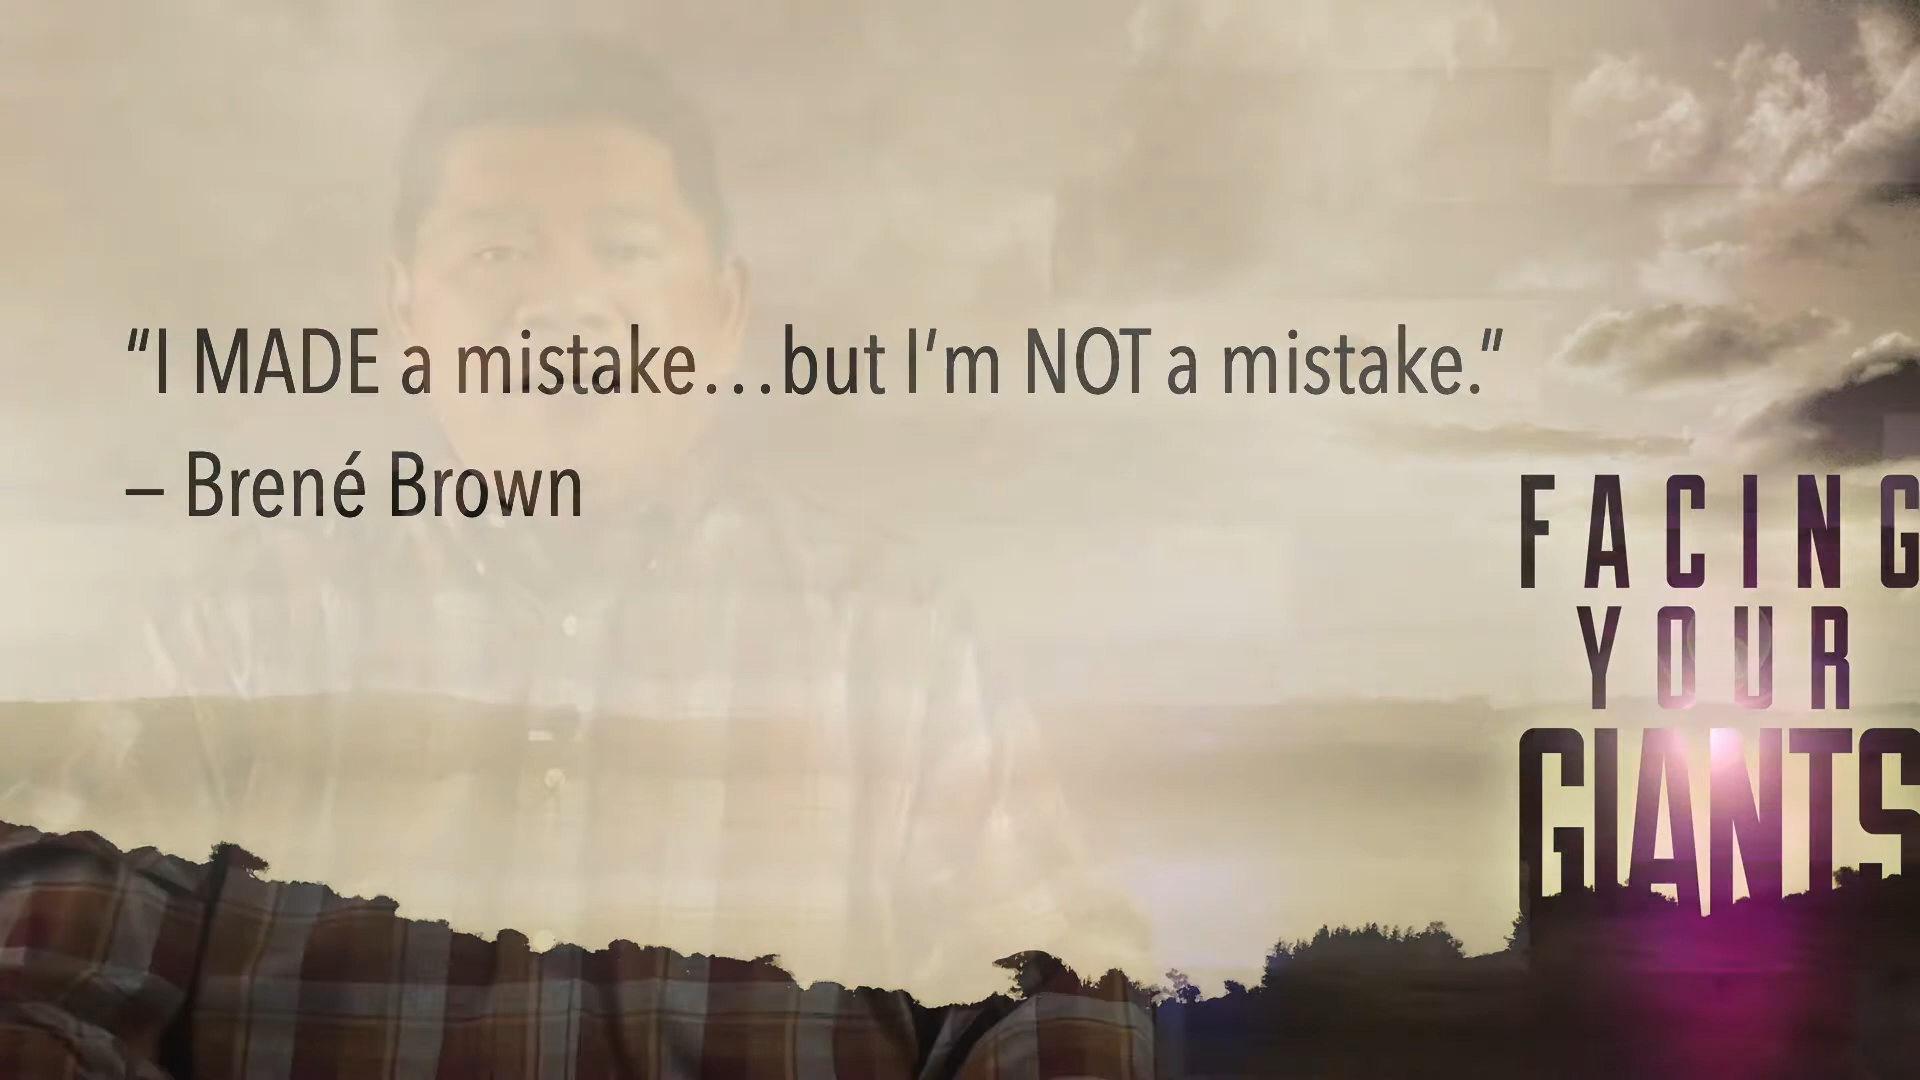 “I MADE a mistake…but I’m NOT a mistake.”
– Brené Brown
FACING
YOUR
GIANTS